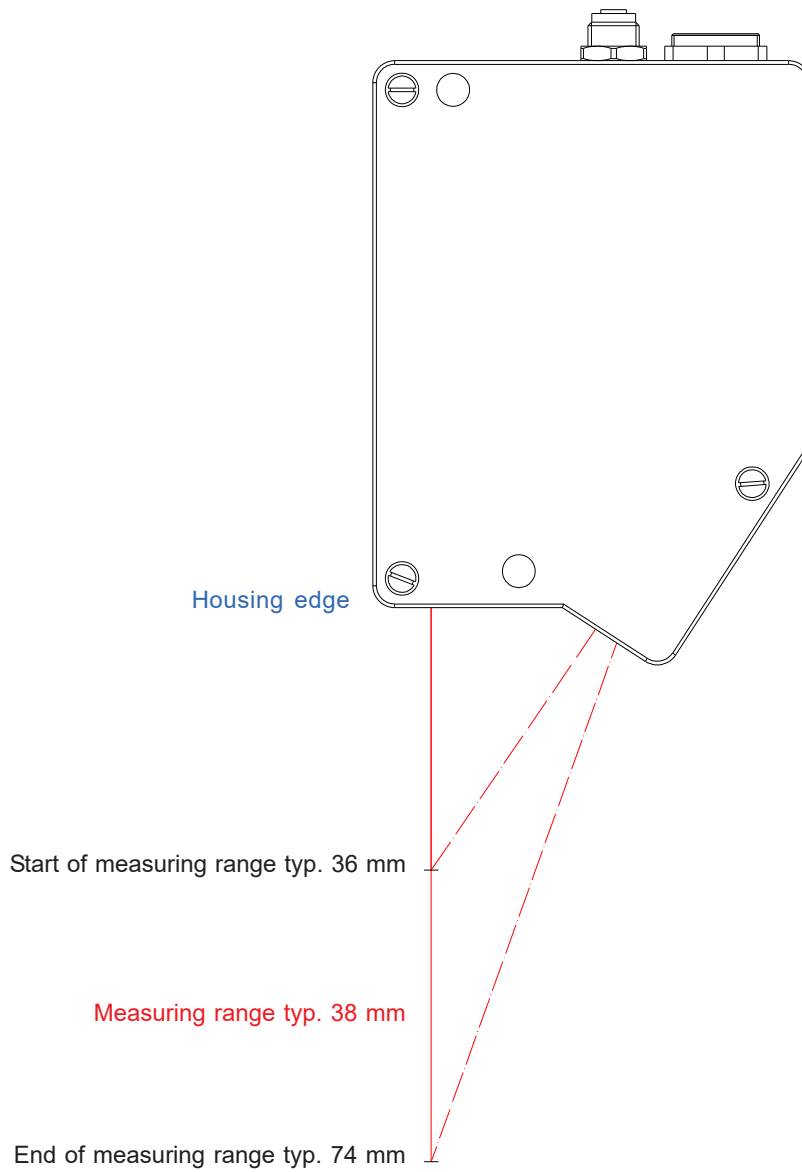 Housing edge
Start of measuring range typ. 36 mm
Measuring range typ. 38 mm
End of measuring range typ. 74 mm